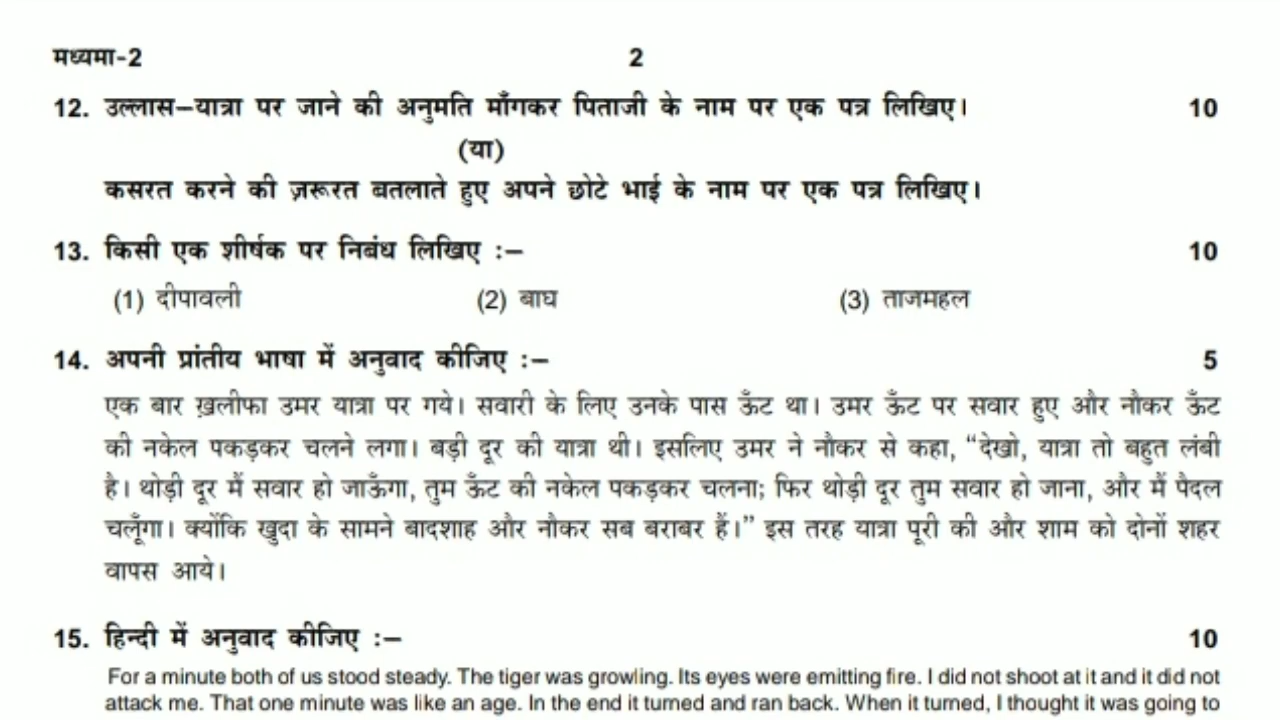 मध्यमा-2 2
12. उल्लास–यात्रा पर जाने की अनुमति माँगकर पिताजी के नाम पर एक पत्र लिखिए। 10
(या)
कसरत करने की ज़रूरत बतलाते हुए अपने छोटे भाई के नाम पर एक पत्र लिखिए।
13. किसी एक शीर्षक पर निबंध लिखिए :– 10
(1) दीपावली (2) बाघ (3) ताजमहल
14. अपनी प्रांतीय भाषा में अनुवाद कीजिए :– 5
एक बार ख़लीफा उमर यात्रा पर गये। सवारी के लिए उनके पास ऊँट था। उमर ऊँट पर सवार हुए और नौकर ऊँट
की नकेल पकड़कर चलने लगा। बड़ी दूर की यात्रा थी। इसलिए उमर ने नौकर से कहा, “देखो, यात्रा तो बहुत लंबी
है। थोड़ी दूर मैं सवार हो जाऊँगा, तुम ऊँट की नकेल पकड़कर चलना; फिर थोड़ी दूर तुम सवार हो जाना, और मैं पैदल
चलूँगा। क्योंकि खुदा के सामने बादशाह और नौकर सब बराबर हैं।” इस तरह यात्रा पूरी की और शाम को दोनों शहर
वापस आये।
15. हिन्दी में अनुवाद कीजिए :– 10
For a minute both of us stood steady. The tiger was growling. Its eyes were emitting fire. I did not shoot at it and it did not
attack me. That one minute was like an age. In the end it turned and ran back. When it turned, I thought it was going to